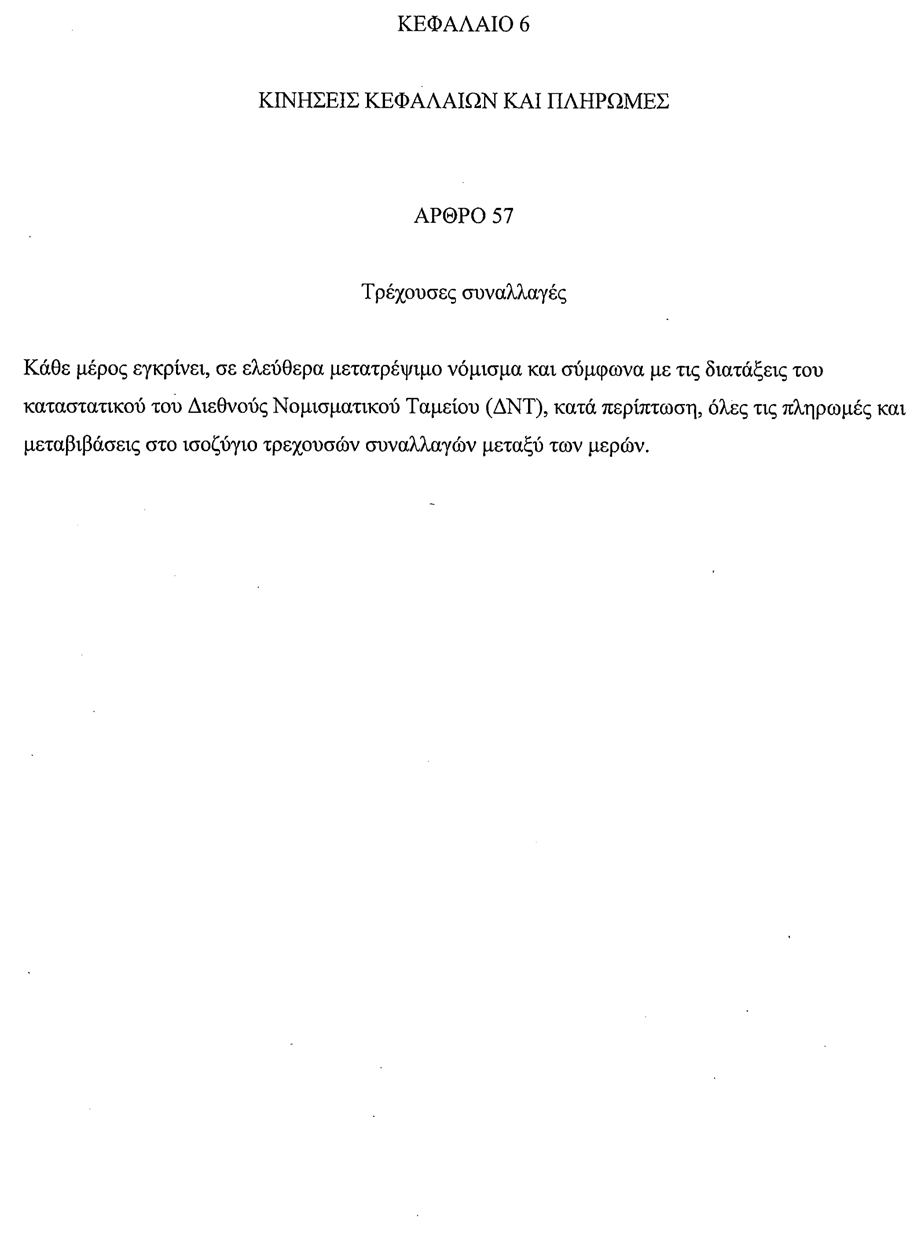 ΚΕΦΑΛΑΙΟ 6
ΚΙΝΗΣΕΙΣ ΚΕΦΑΛΑΙΩΝ ΚΑΙ ΠΛΗΡΩΜΕΣ
ΑΡΘΡΟ 57
Τρέχουσες συναλλαγές
Κάθε μέρος εγκρίνει, σε ελεύθερα μετατρέψιμο νόμισμα και σύμφωνα με τις διατάξεις του
καταστατικού του Διεθνούς Νομισματικού Ταμείου (ΔΝΤ), κατά περίπτωση, όλες τις πληρωμές και
μεταβιβάσεις στο ισοζύγιο τρεχουσών συναλλαγών μεταξύ των μερών.